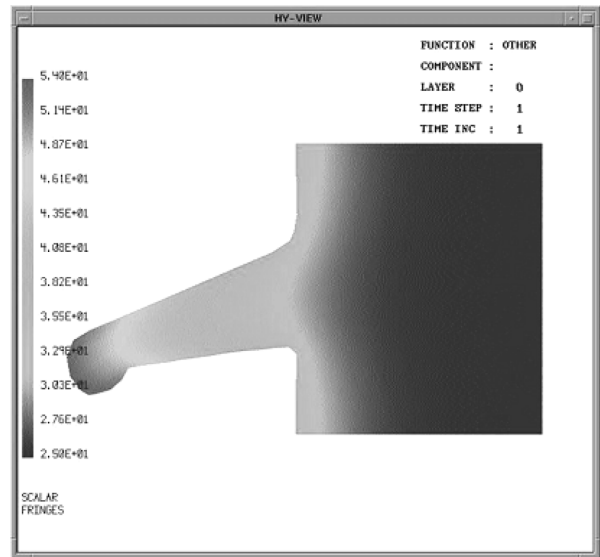 HY-VIEW
FUNCTION : OTHER
COMPONENT :
LAYER : 0
TIME STEP : 1
TIME INC : 1
5.40E+01
5.14E+01
4.87E+01
4.61E+01
4.35E+01
4.08E+01
3.82E+01
3.55E+01
3.29E+01
3.03E+01
2.76E+01
2.50E+01
SCALAR
FRINGES